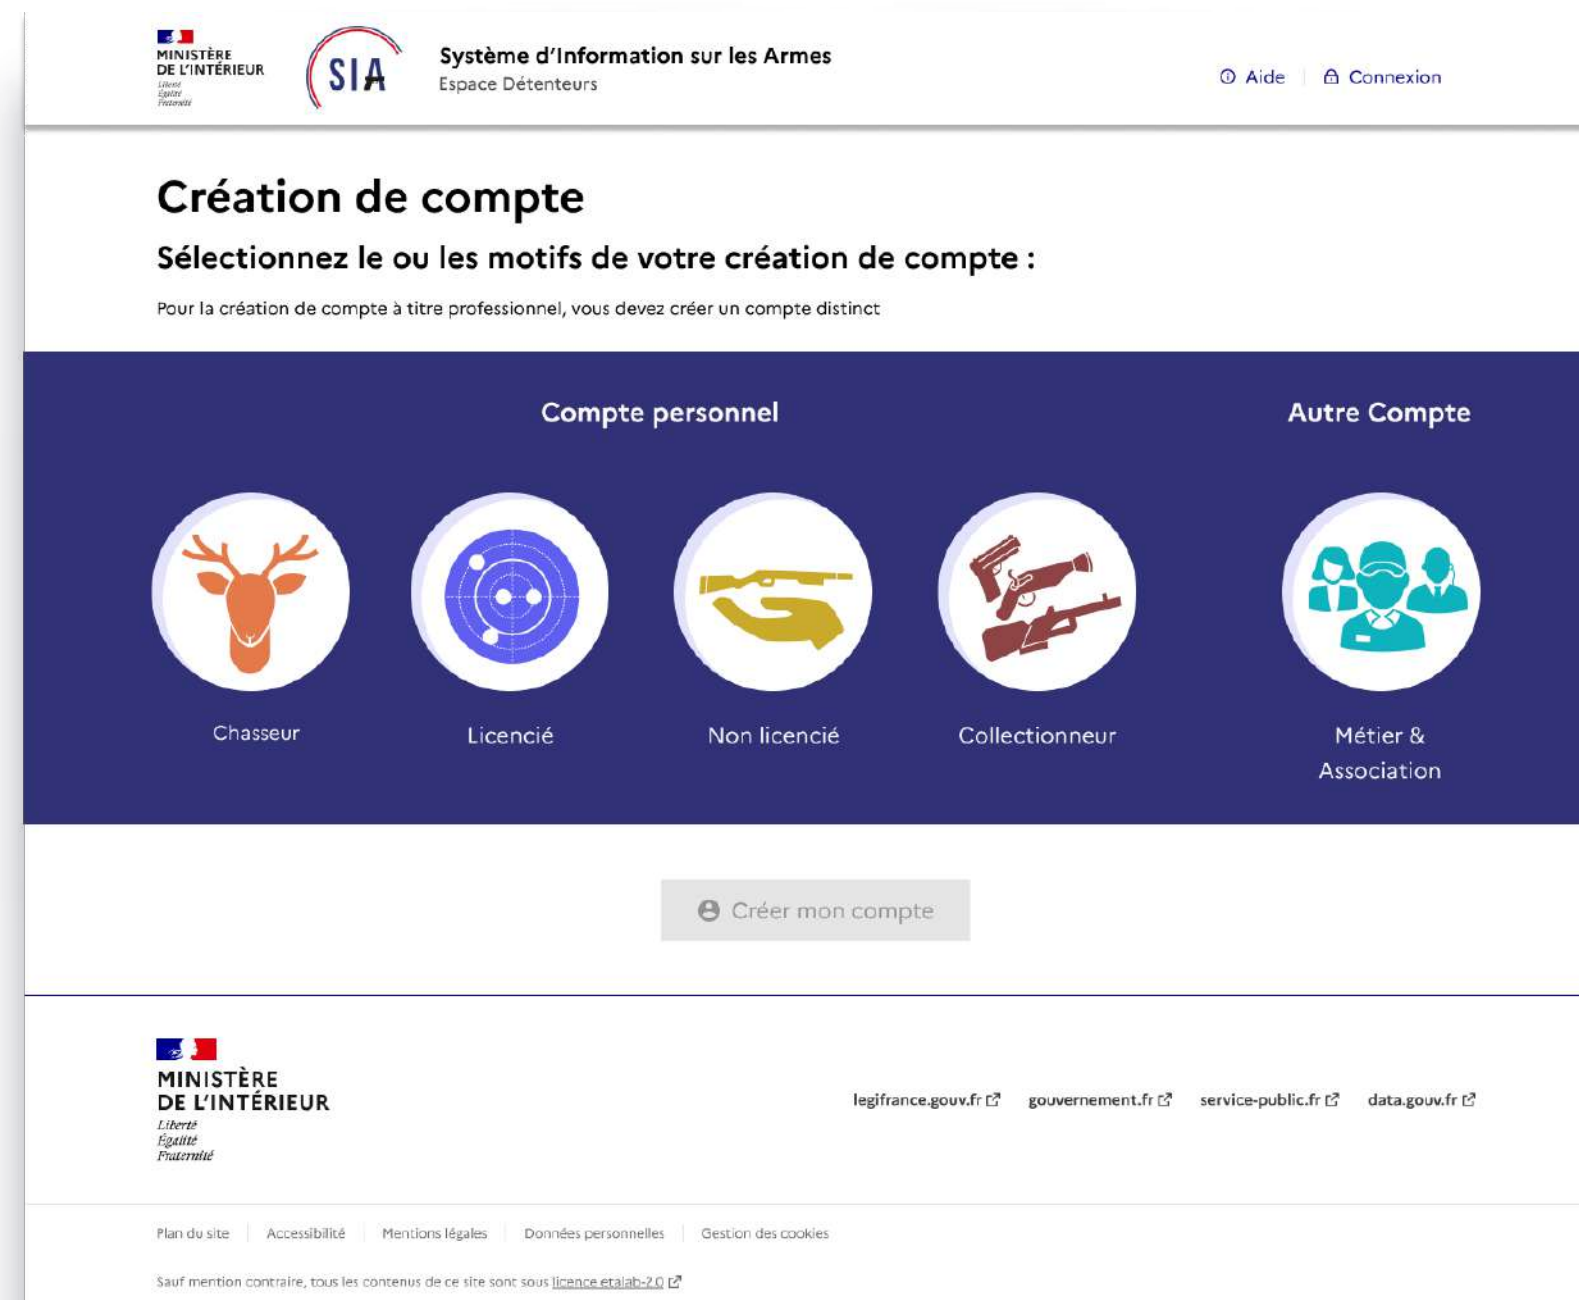 MINISTÈRE
DE L'INTÉRIEUR
Liberté
Égalité
Fraternité
SIA
Système d'Information sur les Armes
Espace Détenteurs
Aide
Connexion
Création de compte
Sélectionnez le ou les motifs de votre création de compte :
Pour la création de compte à titre professionnel, vous devez créer un compte distinct
Compte personnel
Autre Compte
Chasseur
Licencié
Non licencié
Collectionneur
Métier &
Association
Créer mon compte
MINISTÈRE
DE L'INTÉRIEUR
Liberté
Égalité
Fraternité
legifrance.gouv.fr
gouvernement.fr
service-public.fr
data.gouv.fr
Plan du site
Accessibilité
Mentions légales
Données personnelles
Gestion des cookies
Sauf mention contraire, tous les contenus de ce site sont sous licence etalab-2.0